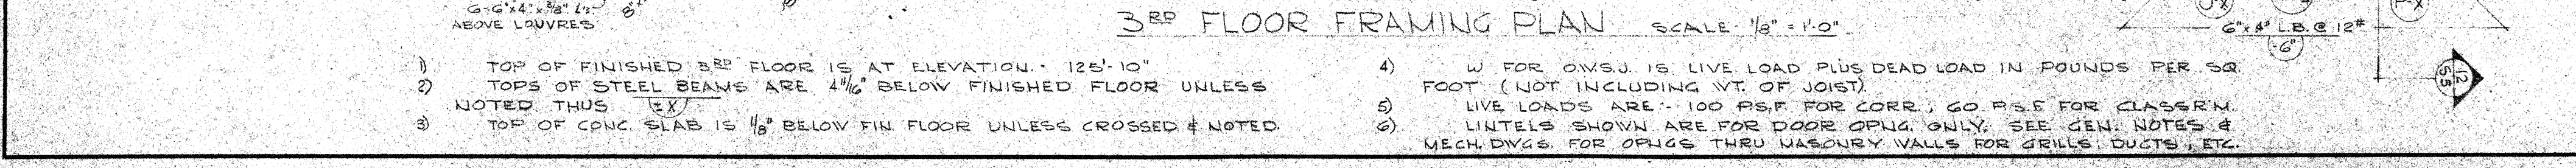 6-6"x4"x3/8" L's
ABOVE LOUVRES
8"
3RD FLOOR FRAMING PLAN SCALE - 1/8" = 1'-0"
6"x4" L.B. @ 12#
-6"
1) TOP OF FINISHED 3RD FLOOR IS AT ELEVATION - 125'-10"
2) TOPS OF STEEL BEAMS ARE 4 11/16" BELOW FINISHED FLOOR UNLESS
NOTED THUS ±X
3) TOP OF CONC. SLAB IS 1/8" BELOW FIN FLOOR UNLESS CROSSED & NOTED.
4) W FOR O.W.S.J. IS LIVE LOAD PLUS DEAD LOAD IN POUNDS PER SQ.
FOOT (NOT INCLUDING WT. OF JOIST).
5) LIVE LOADS ARE:- 100 P.S.F. FOR CORR., 60 P.S.F. FOR CLASSR'M.
6) LINTELS SHOWN ARE FOR DOOR OPNG. ONLY. SEE GEN. NOTES &
MECH. DWGS. FOR OPNGS THRU MASONRY WALLS FOR GRILLS, DUCTS, ETC.
12
S5